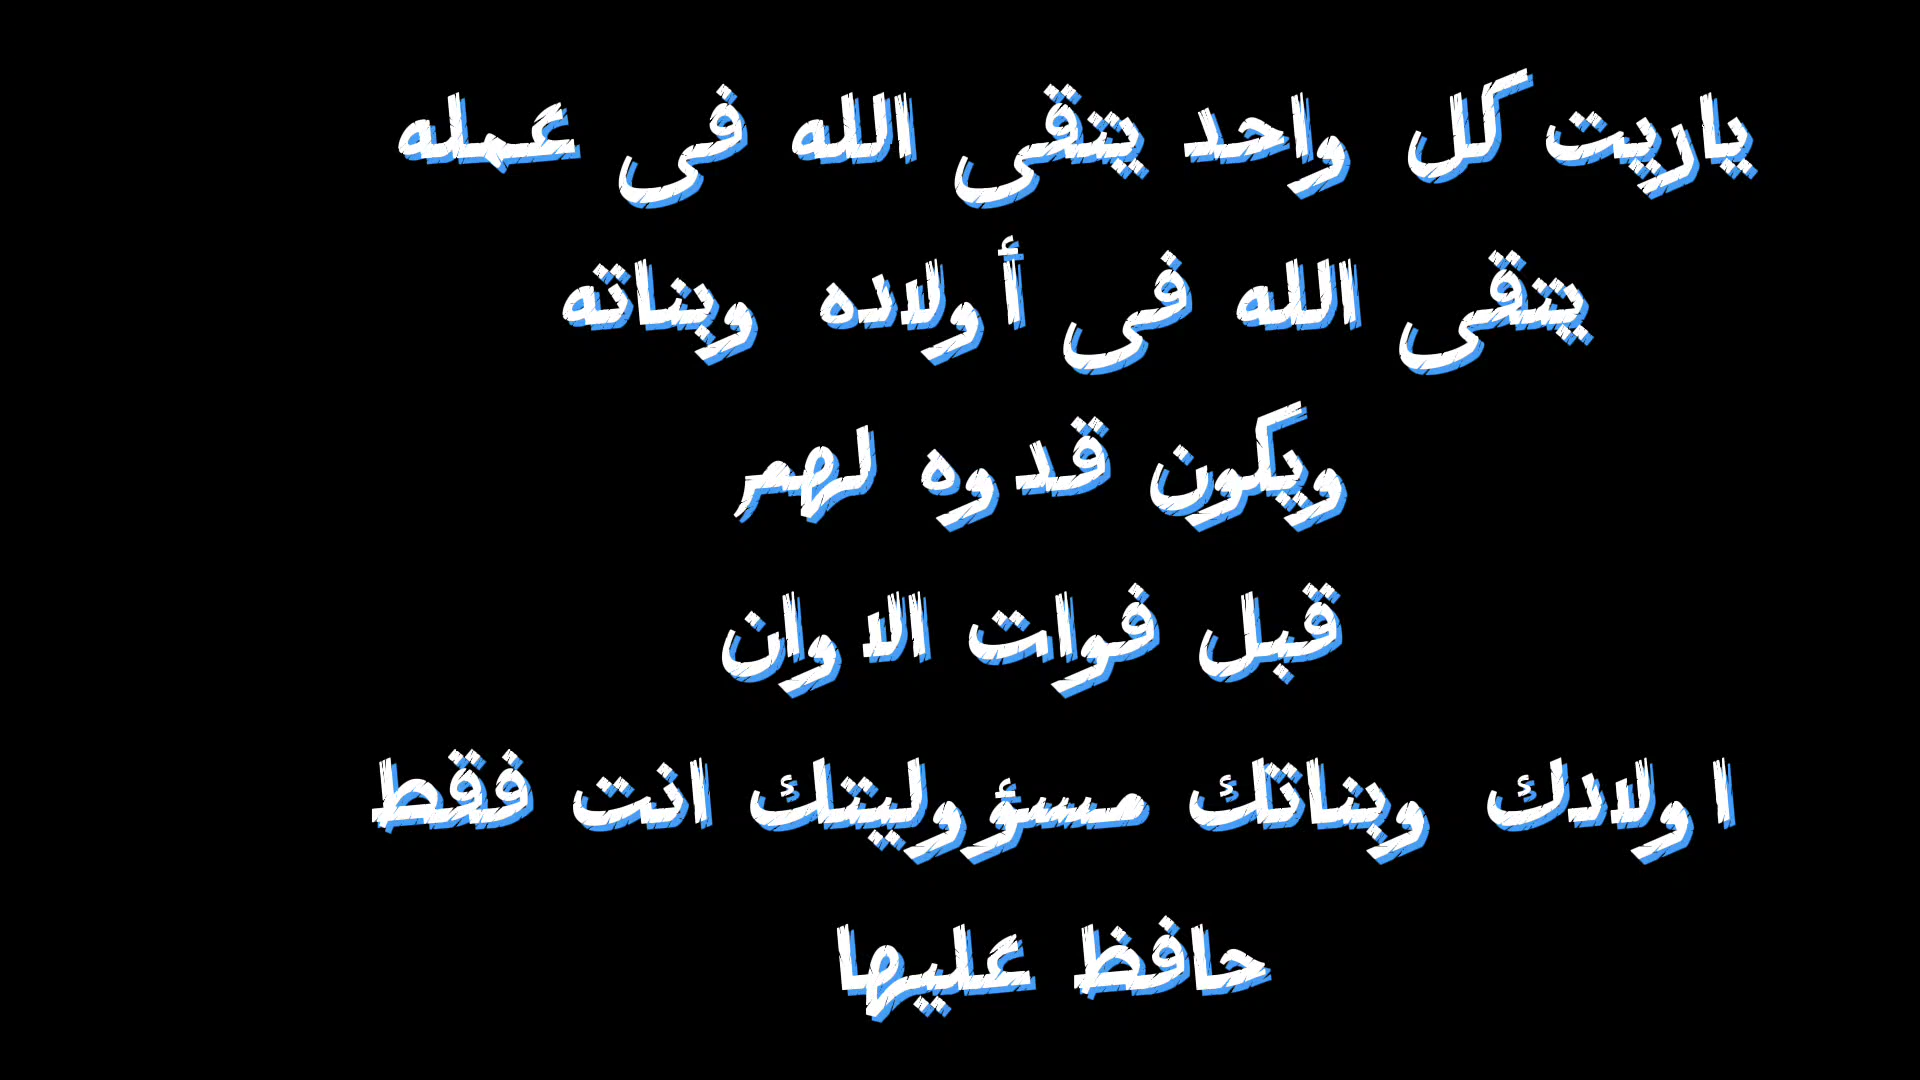 ياريت كل واحد يتقى الله فى عمله
يتقى الله فى أولاده وبناته
ويكون قدوه لهم
قبل فوات الاوان
اولادك وبناتك مسؤوليتك انت فقط
حافظ عليها